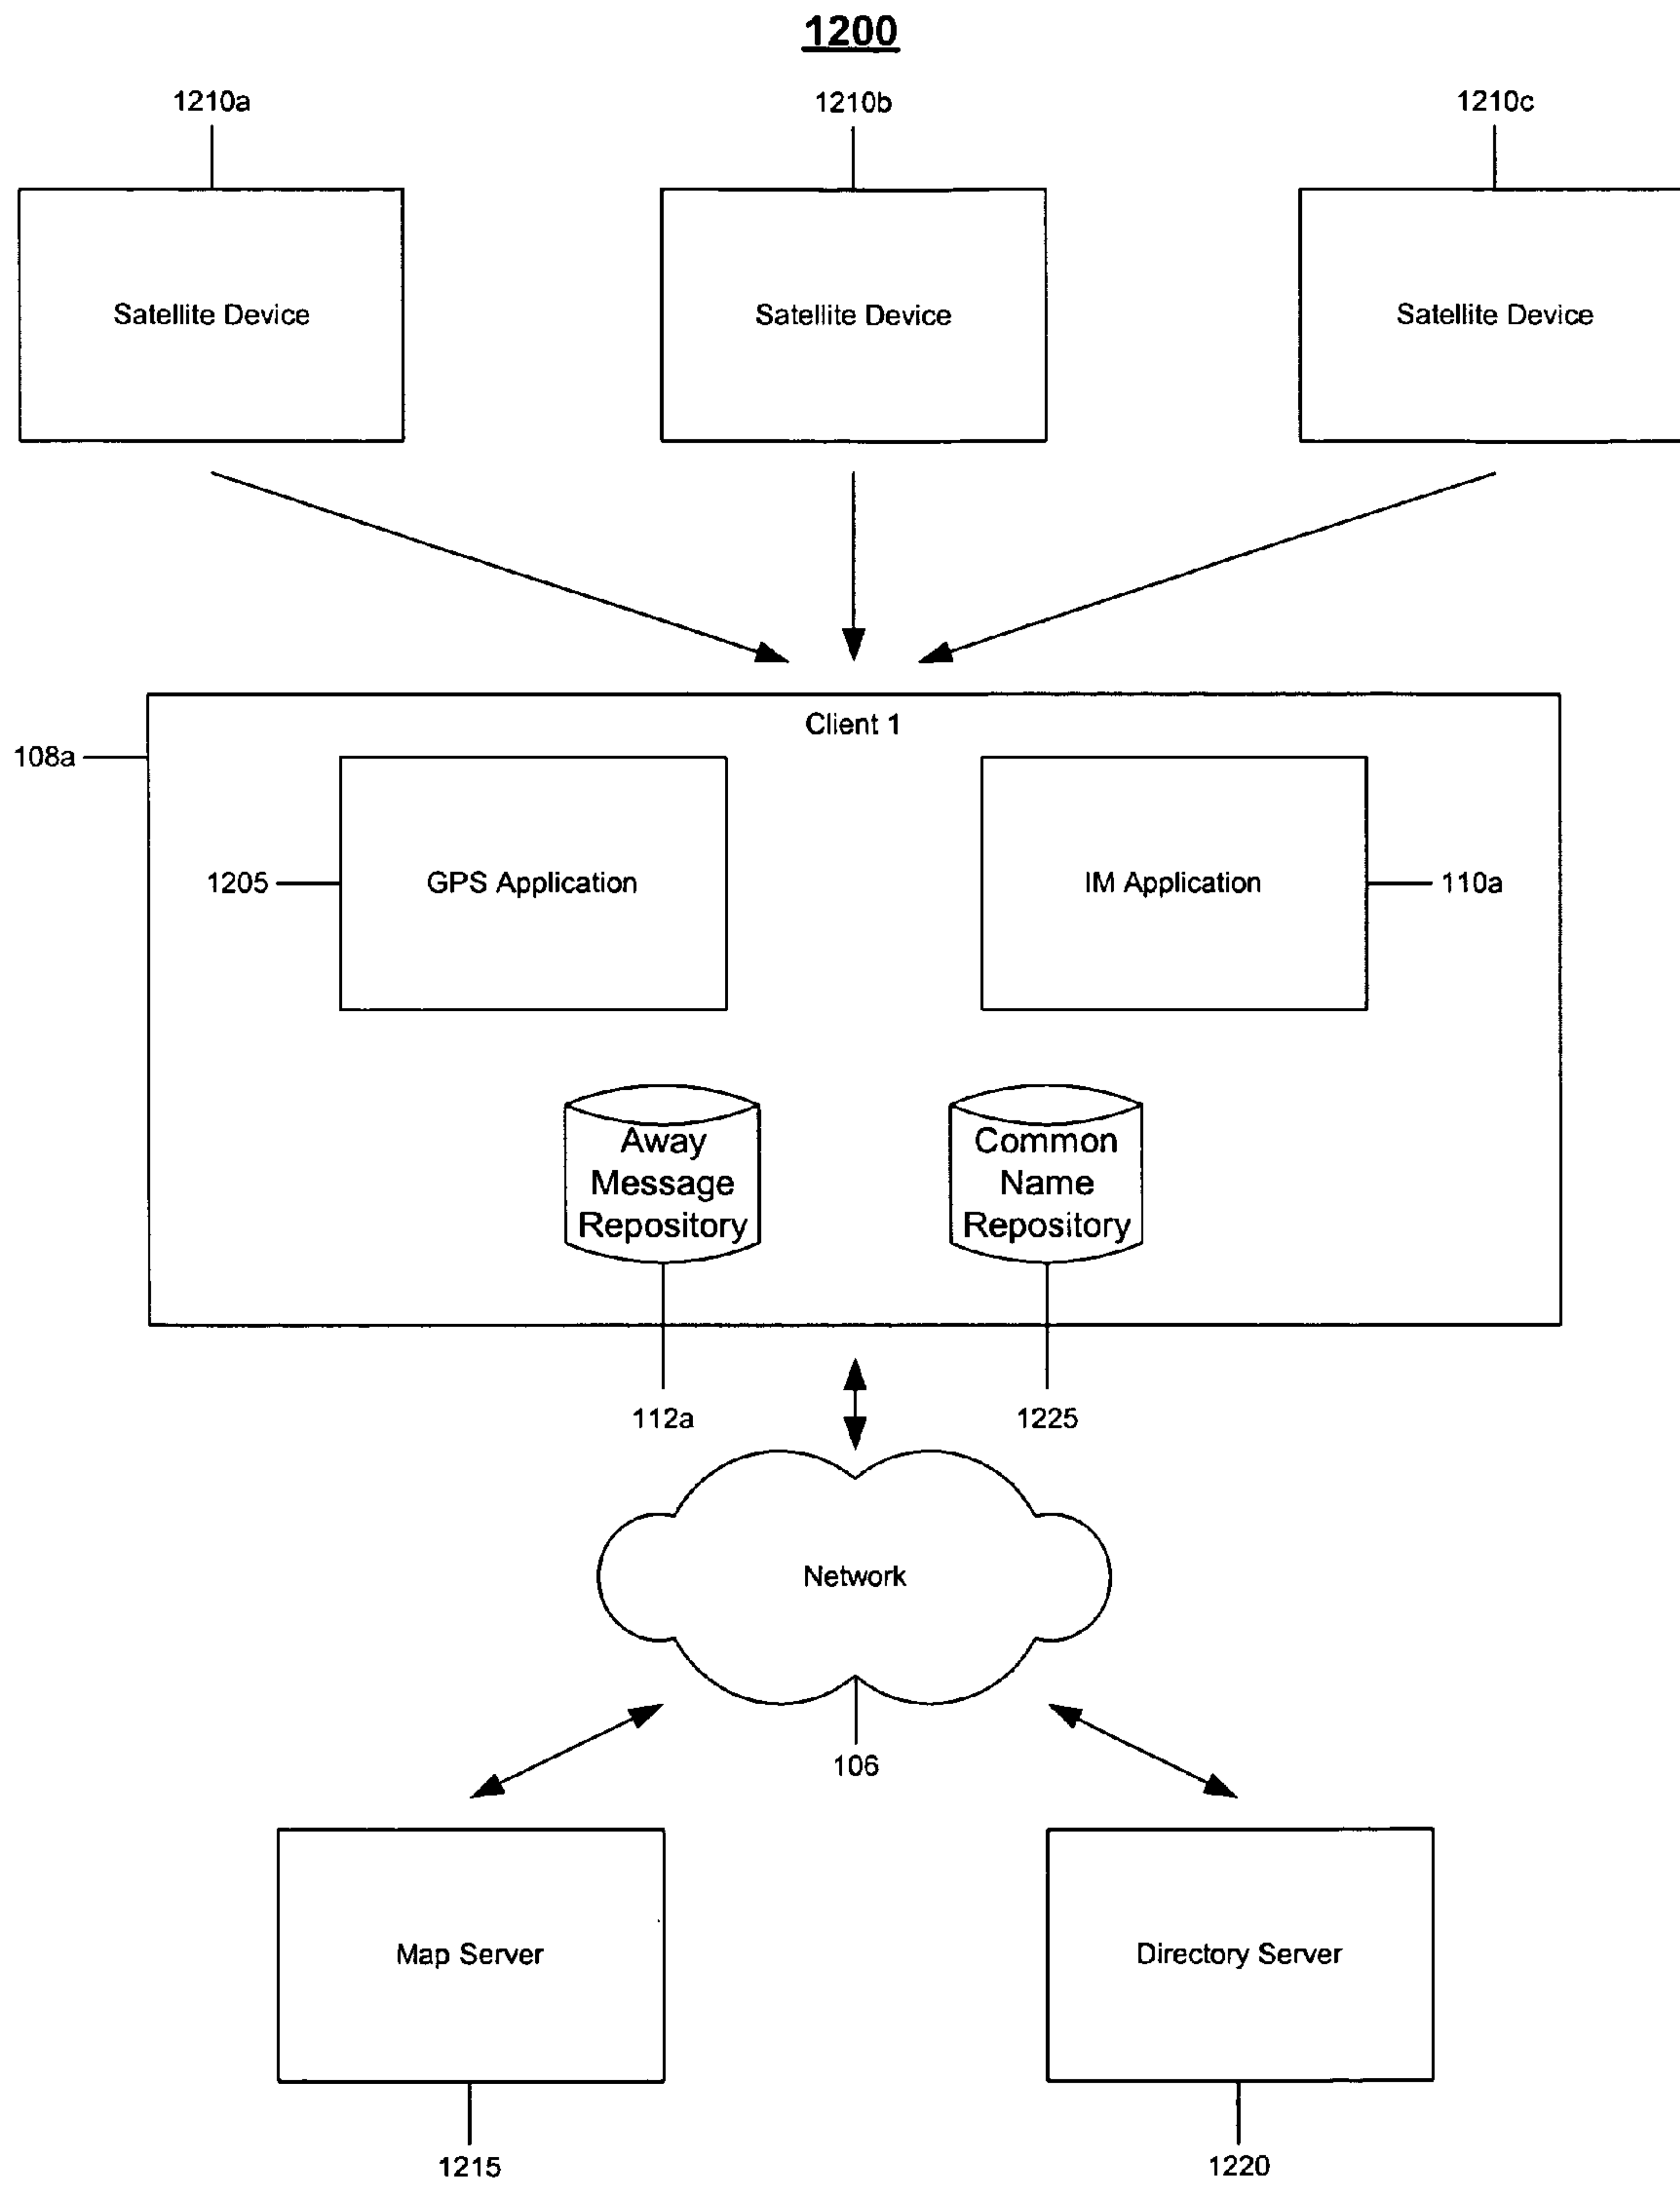 1200
1210a
1210b
1210c
Satellite Device
Satellite Device
Satellite Device
Client 1
108a
1205
GPS Application
IM Application
110a
Away
Message
Repository
Common
Name
Repository
112a
1225
Network
106
Map Server
Directory Server
1215
1220